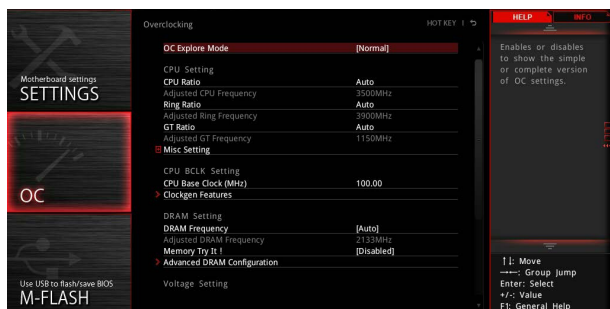 Overclocking
HOT KEY |
HELP
INFO
Motherboard settings
SETTINGS
OC
Use USB to flash/save BIOS
M-FLASH
OC Explore Mode [Normal]
CPU Setting
CPU Ratio Auto
Adjusted CPU Frequency 3500MHz
Ring Ratio Auto
Adjusted Ring Frequency 3900MHz
GT Ratio Auto
Adjusted GT Frequency 1150MHz
Misc Setting
CPU BCLK Setting
CPU Base Clock (MHz) 100.00
Clockgen Features
DRAM Setting
DRAM Frequency [Auto]
Adjusted DRAM Frequency 2133MHz
Memory Try It ! [Disabled]
Advanced DRAM Configuration
Voltage Setting
Enables or disables
to show the simple
or complete version
of OC settings.
↑↓: Move
→←: Group Jump
Enter: Select
+/-: Value
F1: General Help